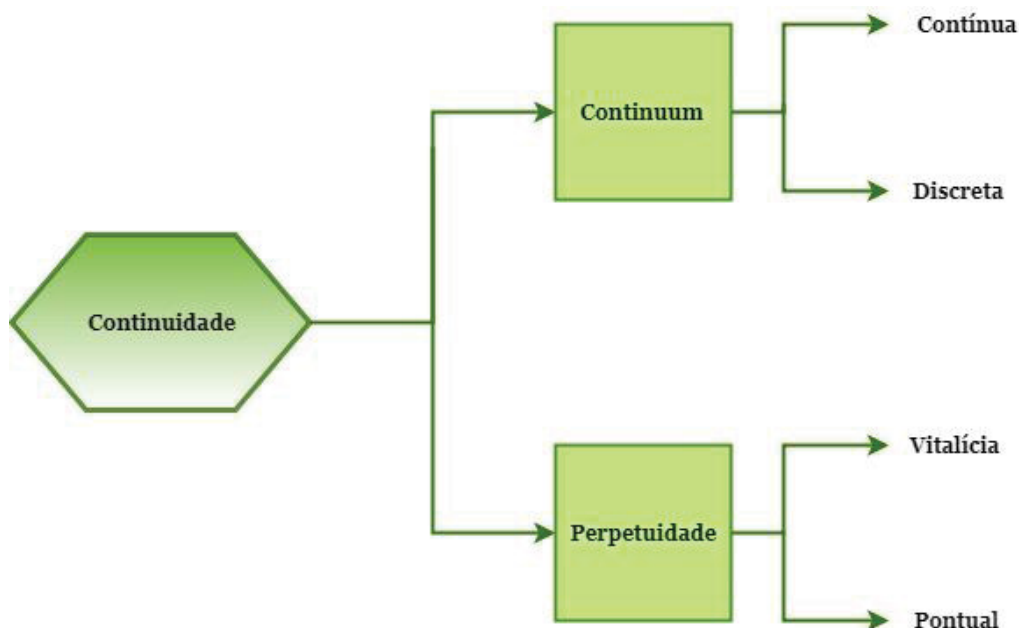 Contínua
Continuum
Discreta
Continuidade
Vitalícia
Perpetuidade
Pontual